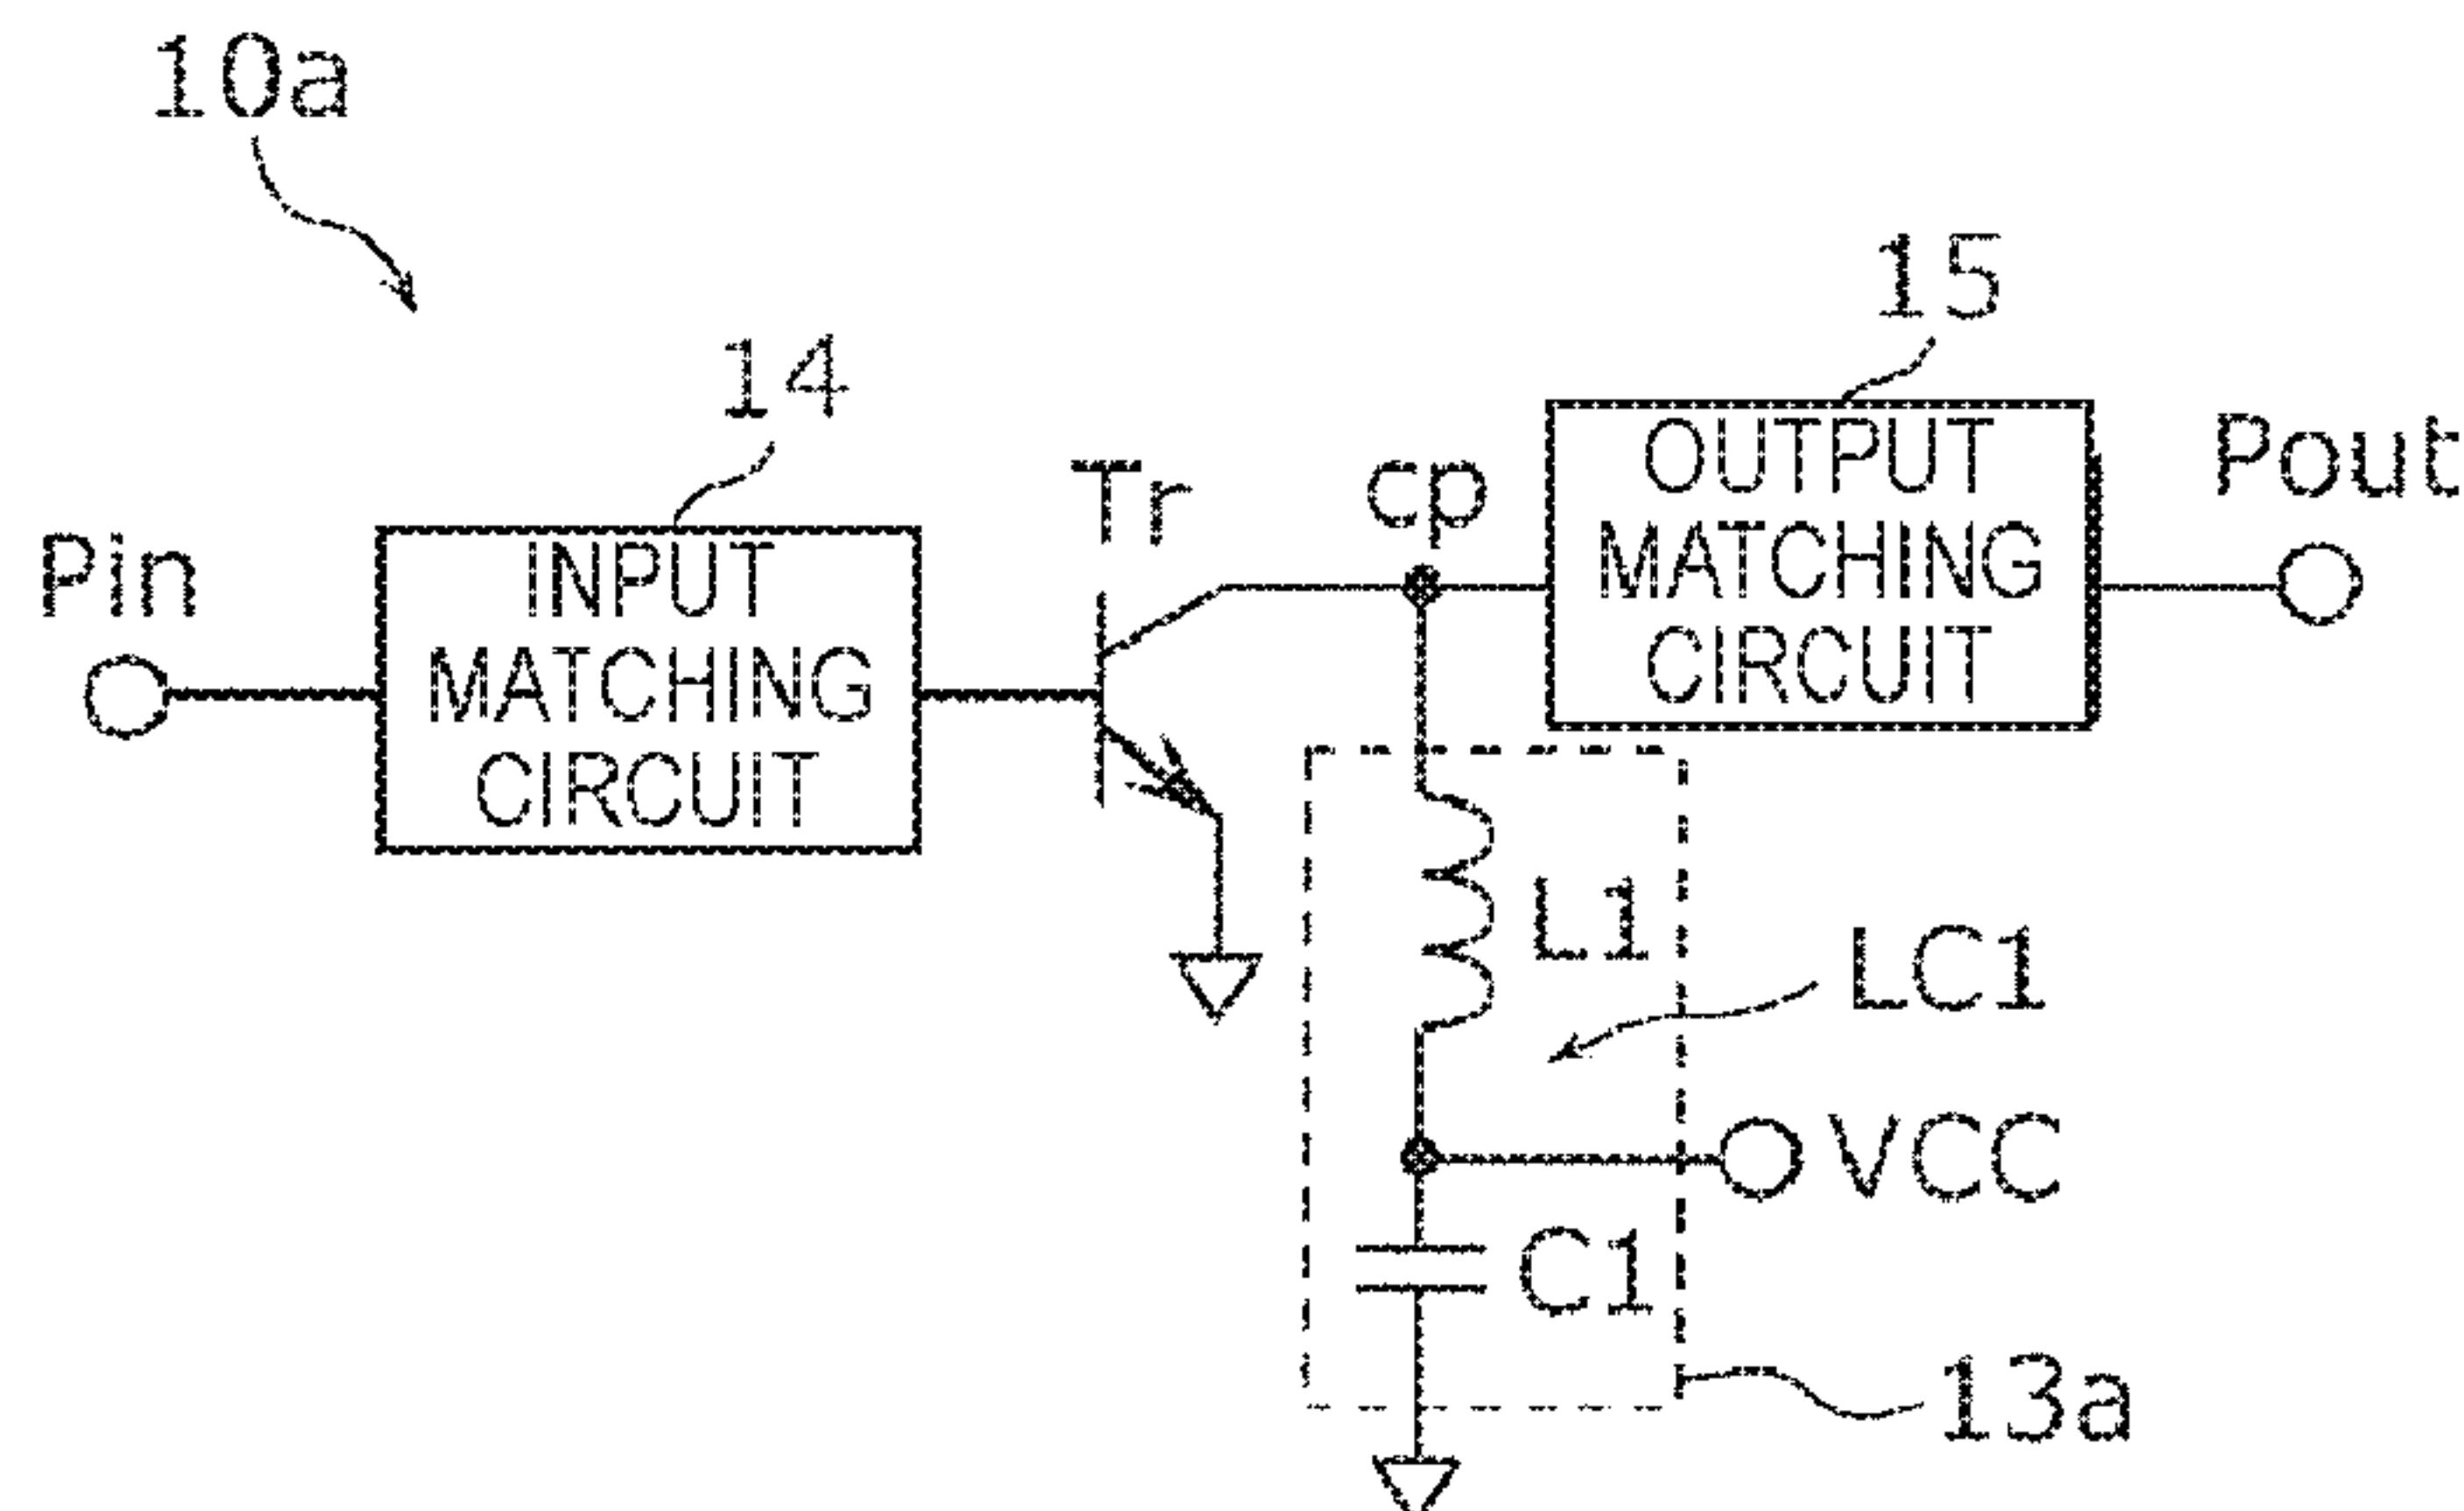 10a
15
14
Tr
cp
Pout
OUTPUT
MATCHING
CIRCUIT
Pin
INPUT
MATCHING
CIRCUIT
L1
LC1
VCC
C1
13a